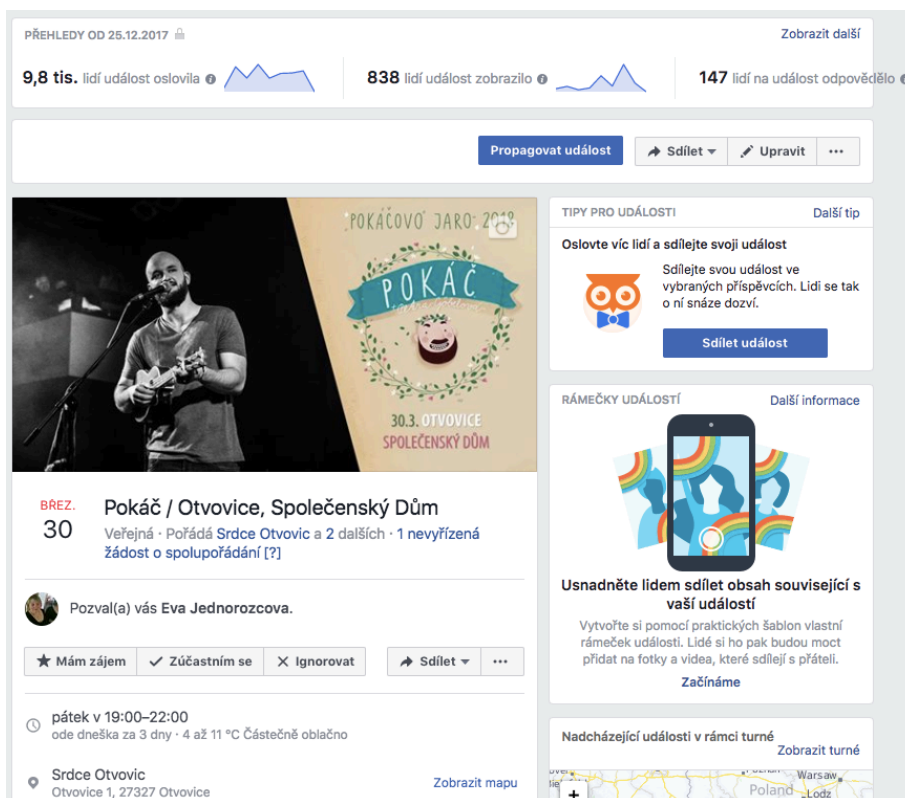 PŘEHLEDY OD 25.12.2017
Zobrazit další
9,8 tis. lidí událost oslovila
838 lidí událost zobrazilo
147 lidí na událost odpovědělo
Propagovat událost
Sdílet
Upravit
POKÁČOVO JARO 2018
POKÁČ
30.3. OTVOVICE
SPOLEČENSKÝ DŮM
BŘEZ.
30
Pokáč / Otvovice, Společenský Dům
Veřejná · Pořádá Srdce Otvovic a 2 dalších · 1 nevyřízená
žádost o spolupořádání [?]
Pozval(a) vás Eva Jednorozcova.
Mám zájem
Zúčastním se
Ignorovat
Sdílet
pátek v 19:00–22:00
ode dneška za 3 dny · 4 až 11 °C Částečně oblačno
Srdce Otvovic
Otvovice 1, 27327 Otvovice
Zobrazit mapu
TIPY PRO UDÁLOSTI
Další tip
Oslovte víc lidí a sdílejte svoji událost
Sdílejte svou událost ve
vybraných příspěvcích. Lidi se tak
o ní snáze dozví.
Sdílet událost
RÁMEČKY UDÁLOSTÍ
Další informace
Usnadněte lidem sdílet obsah související s
vaší událostí
Vytvořte si pomocí praktických šablon vlastní
rámeček události. Lidé si ho pak budou moct
přidat na fotky a videa, které sdílejí s přáteli.
Začínáme
Nadcházející události v rámci turné
Zobrazit turné
+
Warsaw
Poland
Lodz